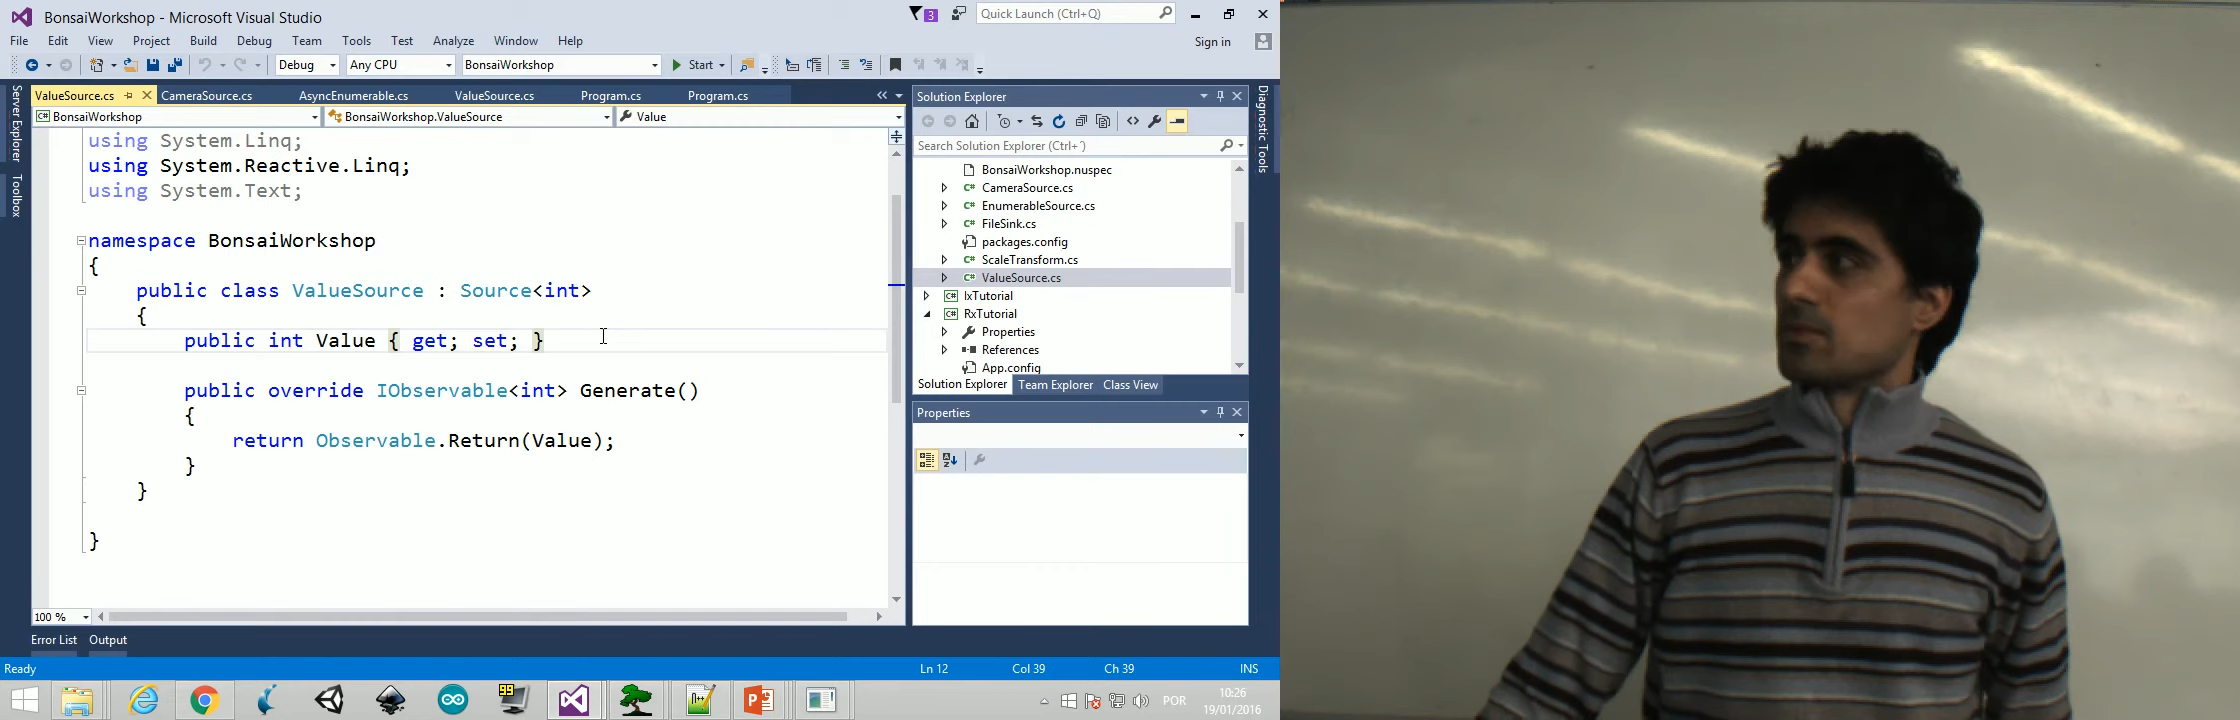 BonsaiWorkshop - Microsoft Visual Studio
3
Quick Launch (Ctrl+Q)
File Edit View Project Build Debug Team Tools Test Analyze Window Help
Sign in
Debug Any CPU BonsaiWorkshop Start
Server Explorer
Toolbox
ValueSource.cs CameraSource.cs AsyncEnumerable.cs ValueSource.cs Program.cs Program.cs
BonsaiWorkshop BonsaiWorkshop.ValueSource Value
using System.Linq;
using System.Reactive.Linq;
using System.Text;
namespace BonsaiWorkshop
{
public class ValueSource : Source<int>
{
public int Value { get; set; }
public override IObservable<int> Generate()
{
return Observable.Return(Value);
}
}
}
100 %
Error List Output
Solution Explorer
Search Solution Explorer (Ctrl+´)
BonsaiWorkshop.nuspec
C# CameraSource.cs
C# EnumerableSource.cs
C# FileSink.cs
packages.config
C# ScaleTransform.cs
C# ValueSource.cs
C# IxTutorial
C# RxTutorial
Properties
References
App.config
Solution Explorer Team Explorer Class View
Properties
Diagnostic Tools
Ready Ln 12 Col 39 Ch 39 INS
99
POR
10:26
19/01/2016